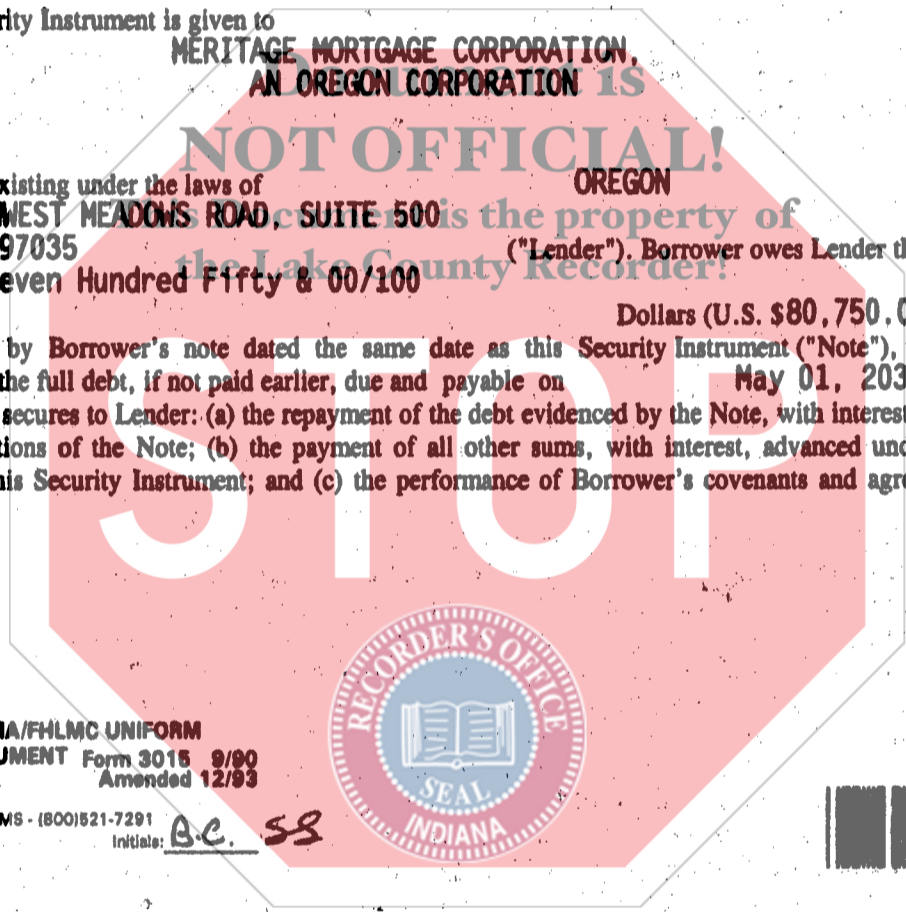 rity Instrument is given to
MERITAGE MORTGAGE CORPORATION,
AN OREGON CORPORATION
Document is
NOT OFFICIAL!
xisting under the laws of OREGON
WEST MEADOWS ROAD, SUITE 500
This Document is the property of
97035 ("Lender"). Borrower owes Lender th
the Lake County Recorder!
even Hundred Fifty & 00/100
Dollars (U.S. $80,750.0
by Borrower's note dated the same date as this Security Instrument ("Note"),
the full debt, if not paid earlier, due and payable on May 01, 203
secures to Lender: (a) the repayment of the debt evidenced by the Note, with interest
tions of the Note; (b) the payment of all other sums, with interest, advanced und
his Security Instrument; and (c) the performance of Borrower's covenants and agre
STOP
RECORDER'S OFFICE
SEAL
INDIANA
IA/FHLMC UNIFORM
UMENT Form 3015 9/90
Amended 12/93
MS - (800)521-7291
Initials: B.C. SS